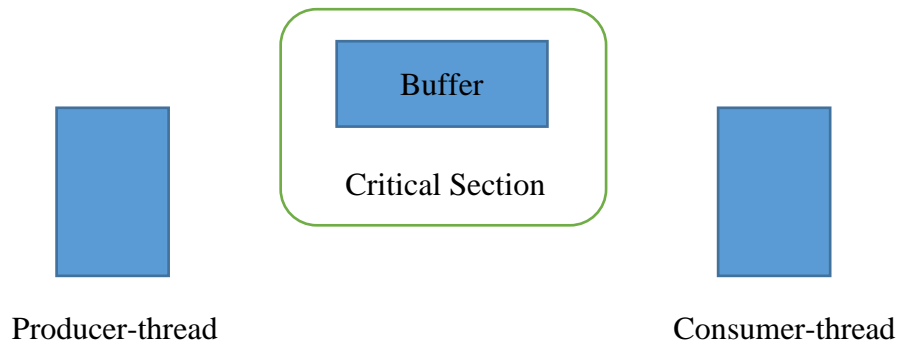 Buffer
Critical Section
Producer-thread
Consumer-thread